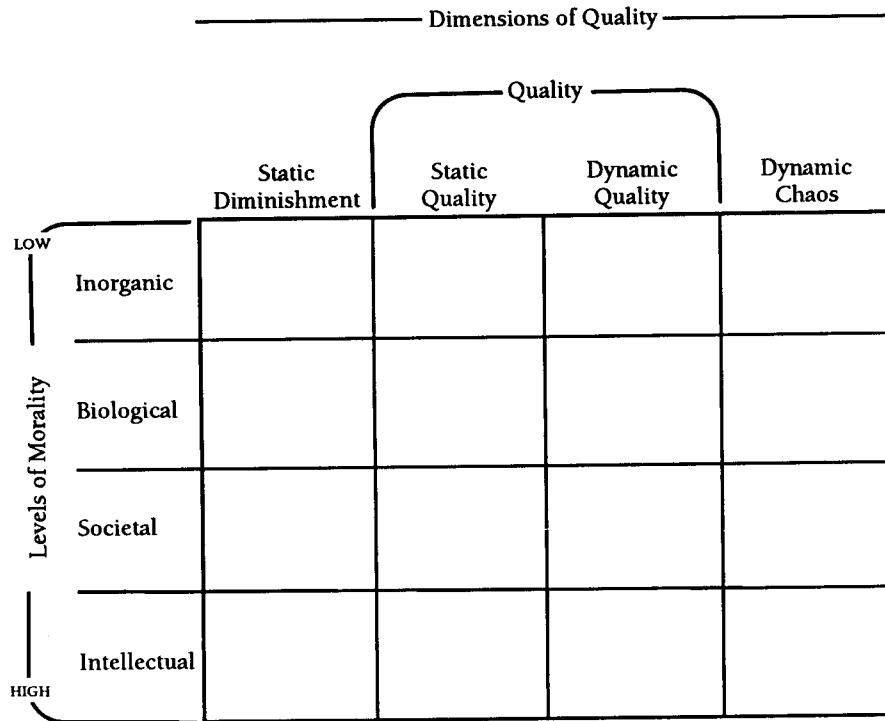 Dimensions of Quality
Quality
Static
Diminishment
Static
Quality
Dynamic
Quality
Dynamic
Chaos
LOW
Inorganic
Biological
Levels of Morality
Societal
Intellectual
HIGH